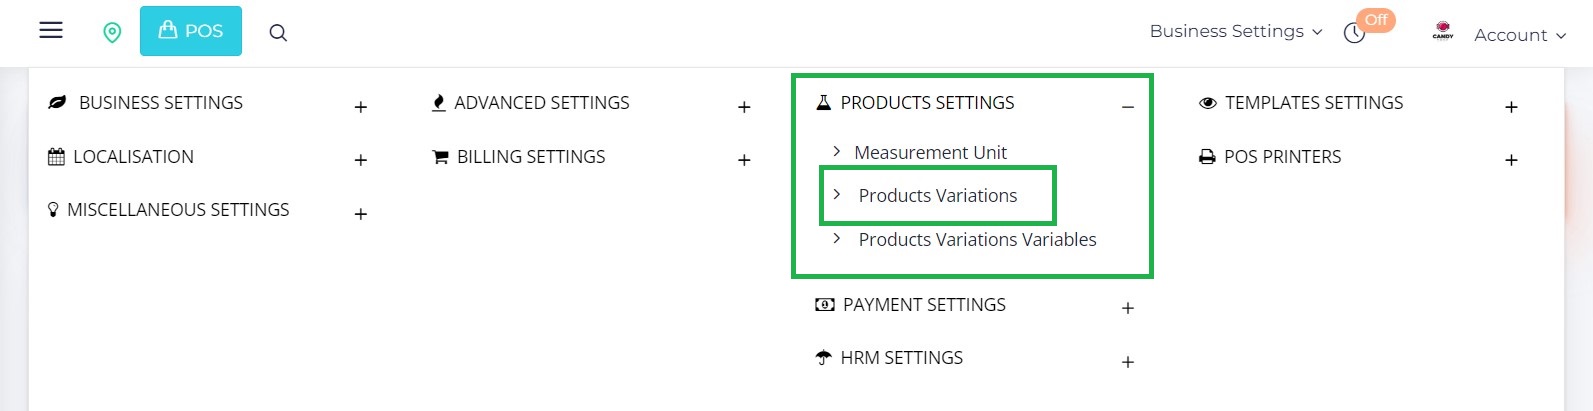 POS
Business Settings
Off
CANDY
Account
BUSINESS SETTINGS
LOCALISATION
MISCELLANEOUS SETTINGS
ADVANCED SETTINGS
BILLING SETTINGS
PRODUCTS SETTINGS
Measurement Unit
Products Variations
Products Variations Variables
PAYMENT SETTINGS
HRM SETTINGS
TEMPLATES SETTINGS
POS PRINTERS